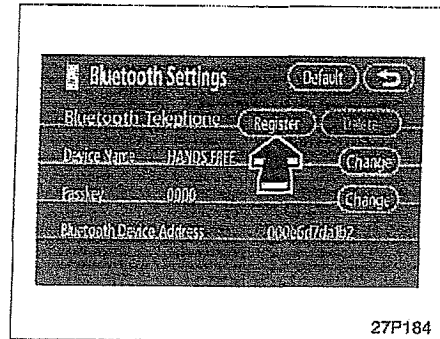 Bluetooth Settings Default
Bluetooth Telephone Register Delete
Device Name HANDS FREE Change
Passkey 0000 Change
Bluetooth Device Address
27P184